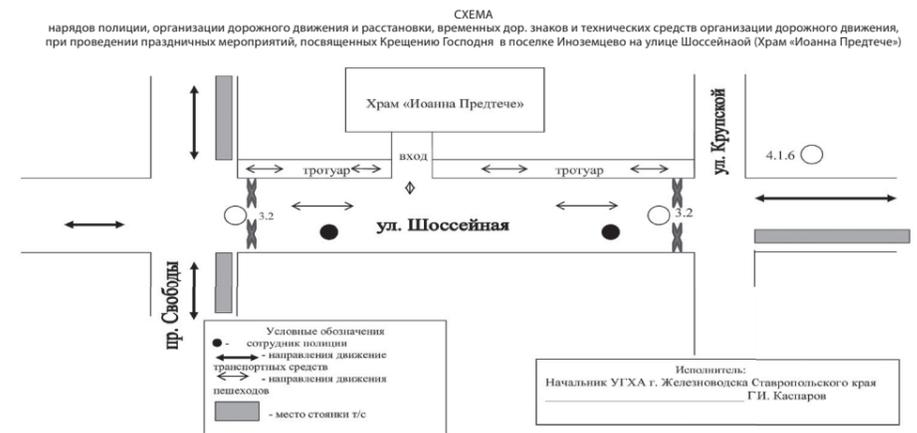 СХЕМА
нарядов полиции, организации дорожного движения и расстановки, временных дор. знаков и технических средств организации дорожного движения,
при проведении праздничных мероприятий, посвященных Крещению Господня в поселке Иноземцево на улице Шоссейнаой (Храм «Иоанна Предтече»)
Храм «Иоанна Предтече»
ул. Крупской
вход
4.1.6
тротуар
тротуар
3.2
3.2
ул. Шоссейная
пр. Свободы
Условные обозначения
- сотрудник полиции
- направления движение
транспортных средств
- направления движения
пешеходов
- место стоянки т/с
Исполнитель:
Начальник УГХА г. Железноводска Ставропольского края
Г.И. Каспаров